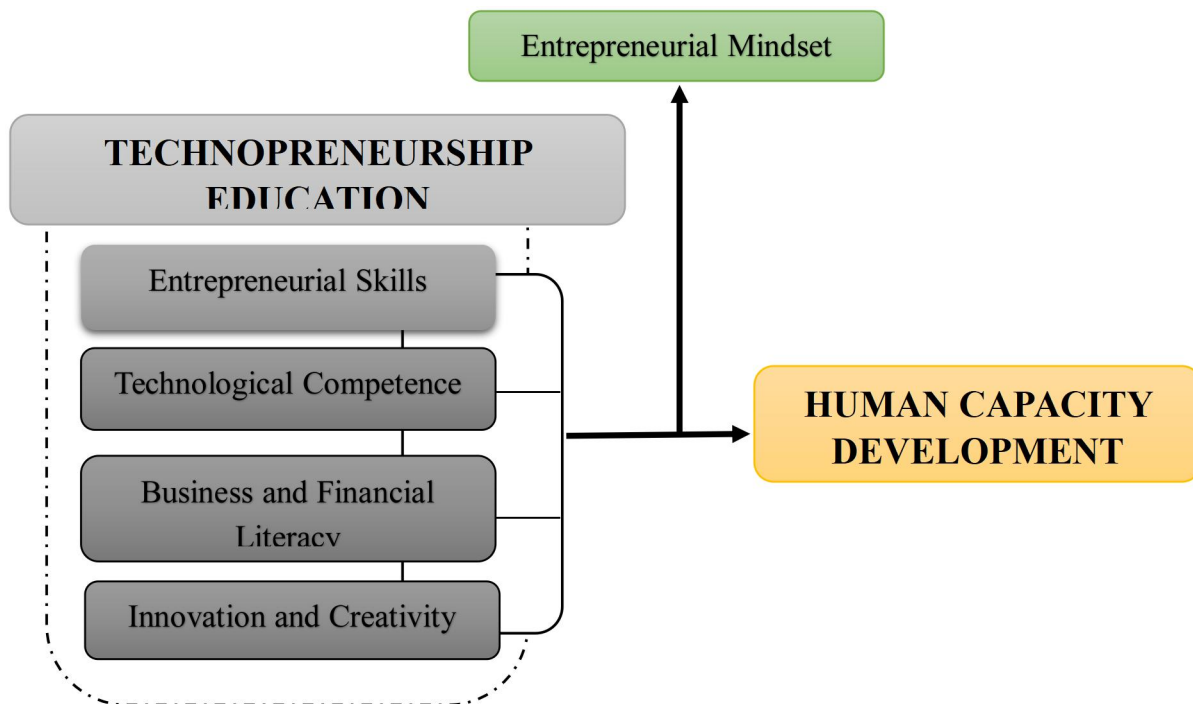 Entrepreneurial Mindset
TECHNOPRENEURSHIP
EDUCATION
Entrepreneurial Skills
Technological Competence
Business and Financial
Literacy
Innovation and Creativity
HUMAN CAPACITY
DEVELOPMENT